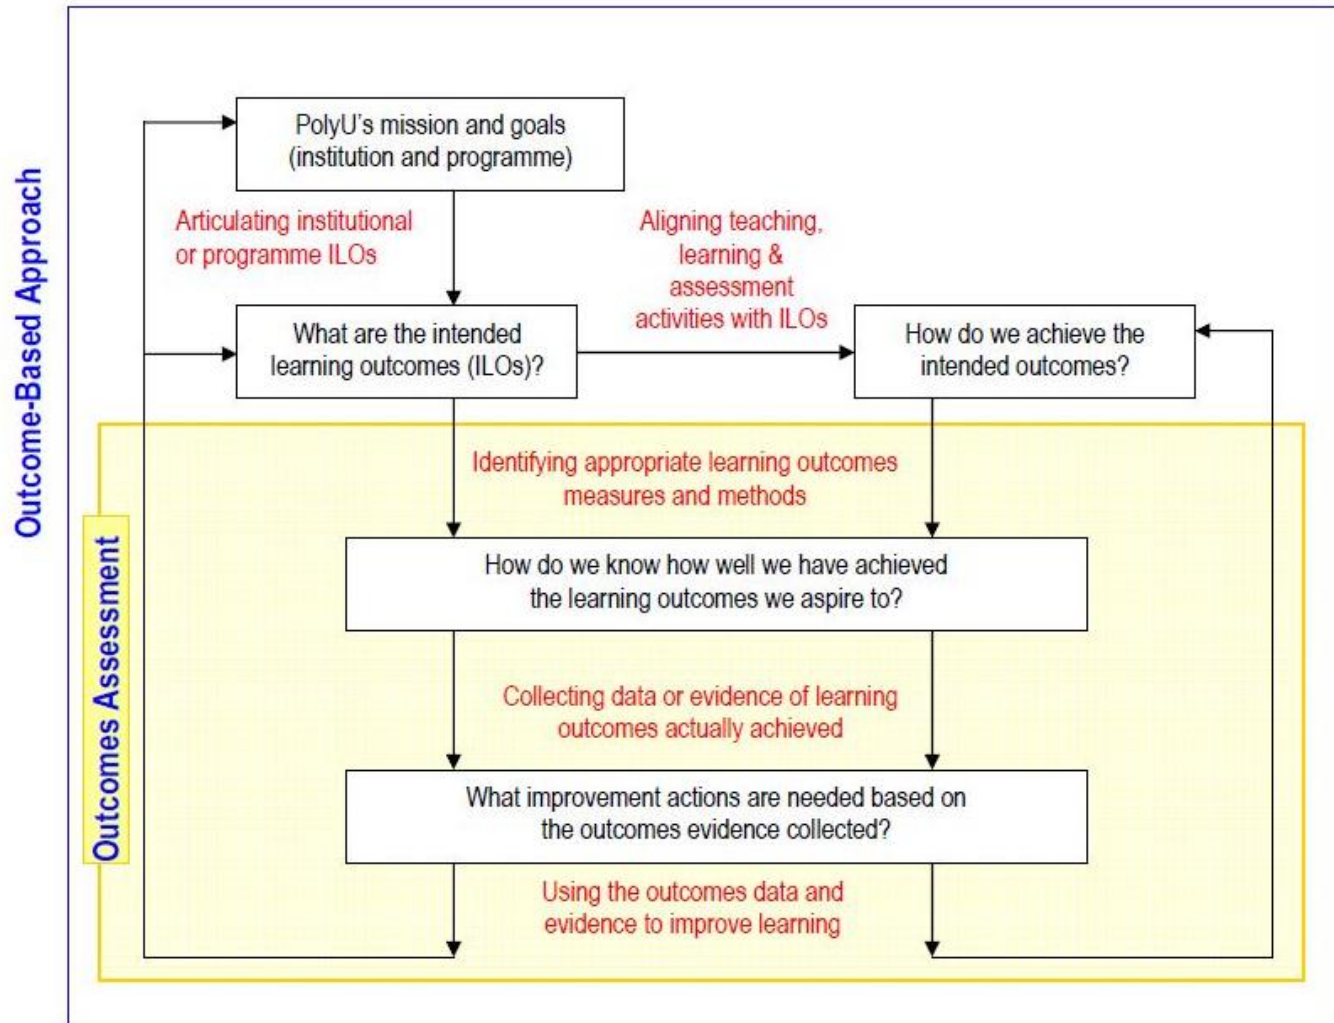 Outcome-Based Approach
PolyU's mission and goals
(institution and programme)
Articulating institutional
or programme ILOs
Aligning teaching,
learning &
assessment
activities with ILOs
What are the intended
learning outcomes (ILOs)?
How do we achieve the
intended outcomes?
Outcomes Assessment
Identifying appropriate learning outcomes
measures and methods
How do we know how well we have achieved
the learning outcomes we aspire to?
Collecting data or evidence of learning
outcomes actually achieved
What improvement actions are needed based on
the outcomes evidence collected?
Using the outcomes data and
evidence to improve learning